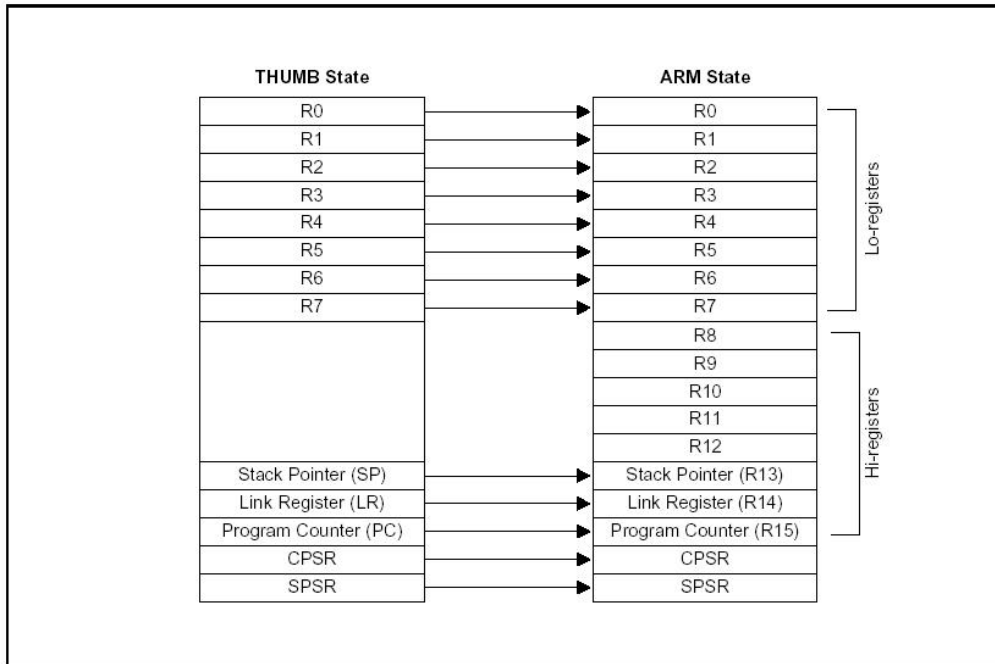 THUMB State
R0
R1
R2
R3
R4
R5
R6
R7
Stack Pointer (SP)
Link Register (LR)
Program Counter (PC)
CPSR
SPSR
ARM State
R0
R1
R2
R3
R4
R5
R6
R7
R8
R9
R10
R11
R12
Stack Pointer (R13)
Link Register (R14)
Program Counter (R15)
CPSR
SPSR
Lo-registers
Hi-registers